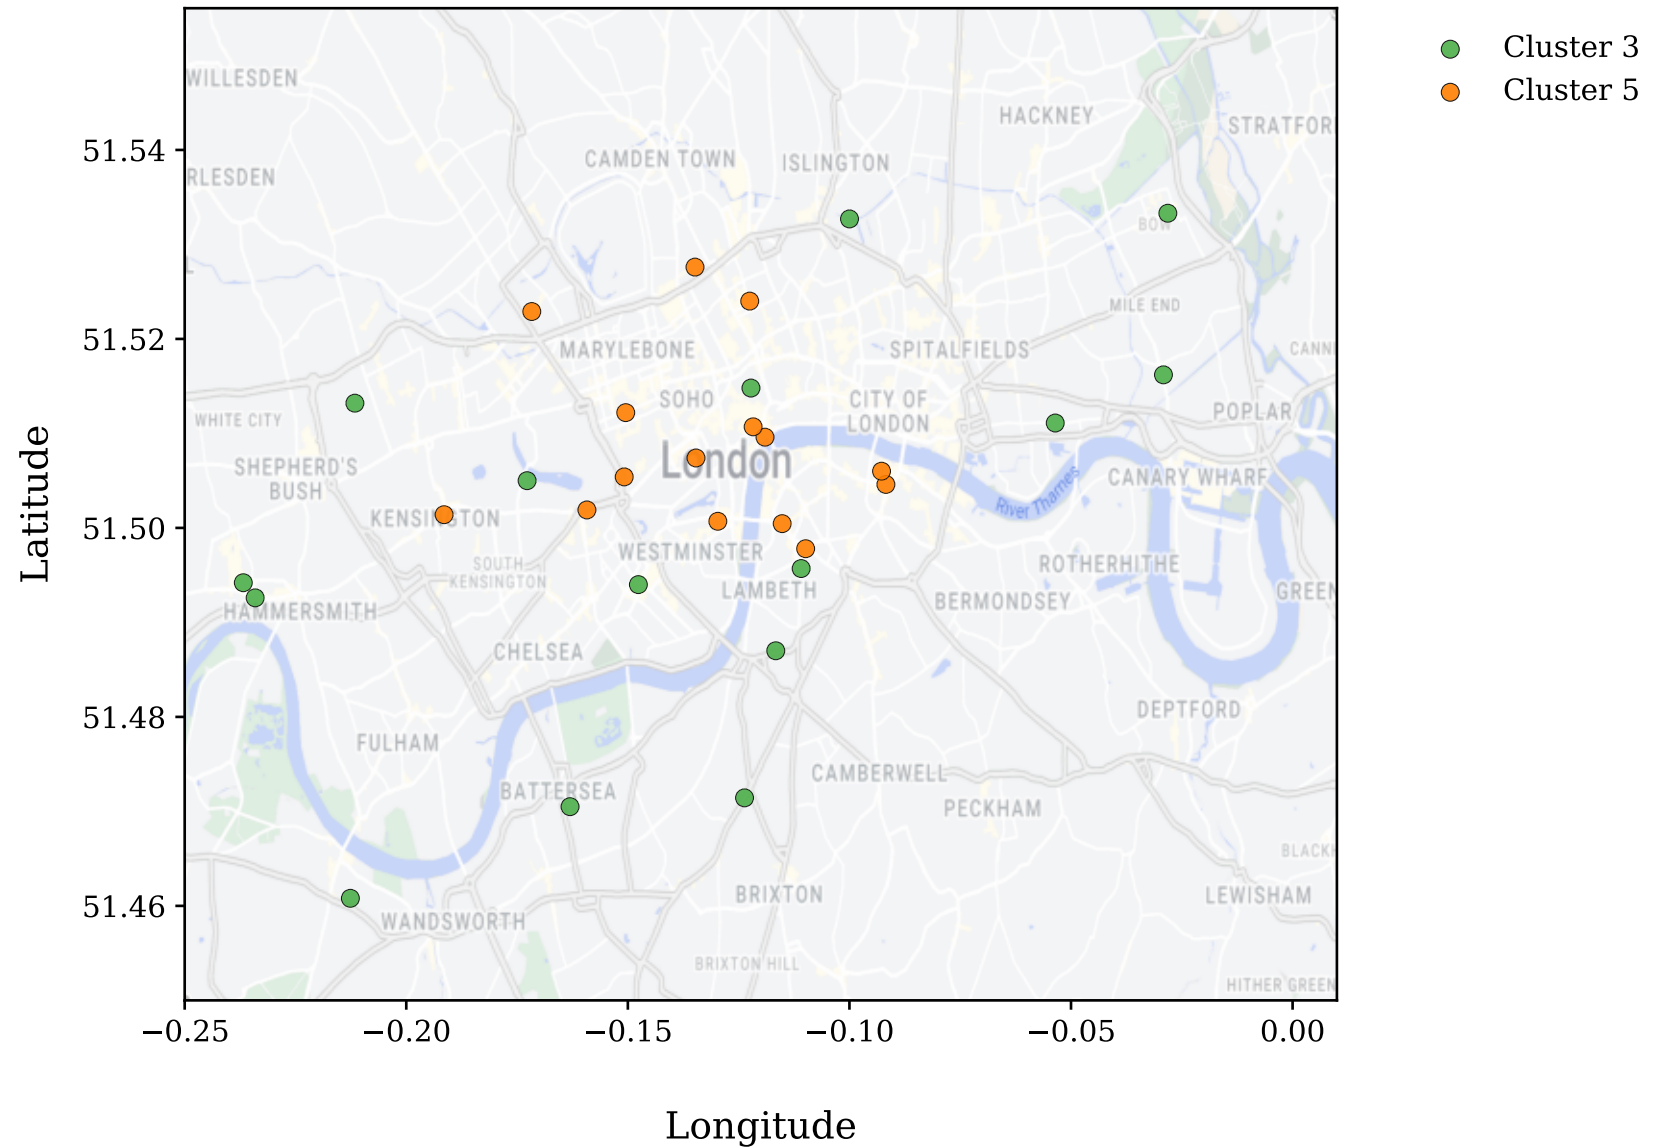 Cluster 3
Cluster 5
WILLESDEN
HACKNEY
STRATFOR
51.54
CAMDEN TOWN
ISLINGTON
RLESDEN
BOW
MILE END
51.52
MARYLEBONE
SPITALFIELDS
CANNI
SOHO
CITY OF
LONDON
WHITE CITY
POPLAR
London
SHEPHERD'S
BUSH
CANARY WHARF
River Thames
KENSINGTON
51.50
WESTMINSTER
SOUTH
KENSINGTON
ROTHERHITHE
LAMBETH
GREEN
BERMONDSEY
HAMMERSMITH
CHELSEA
51.48
DEPTFORD
FULHAM
CAMBERWELL
BATTERSEA
PECKHAM
BLACKH
BRIXTON
LEWISHAM
51.46
WANDSWORTH
BRIXTON HILL
HITHER GREEN
−0.25
−0.20
−0.15
−0.10
−0.05
0.00
Latitude
Longitude